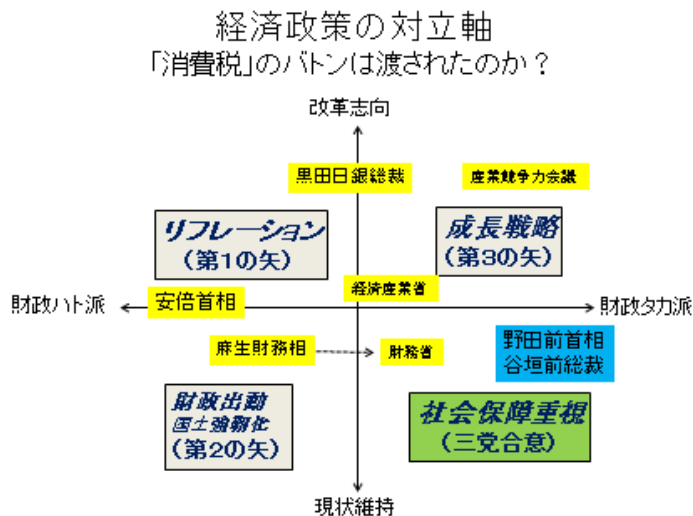 経済政策の対立軸
「消費税」のバトンは渡されたのか？
改革志向
黒田日銀総裁
産業競争力会議
リフレーション
（第1の矢）
成長戦略
（第3の矢）
経済産業省
財政ハト派
安倍首相
財政タカ派
麻生財務相
財務省
野田前首相
谷垣前総裁
財政出動
国土強靭化
（第2の矢）
社会保障重視
（三党合意）
現状維持